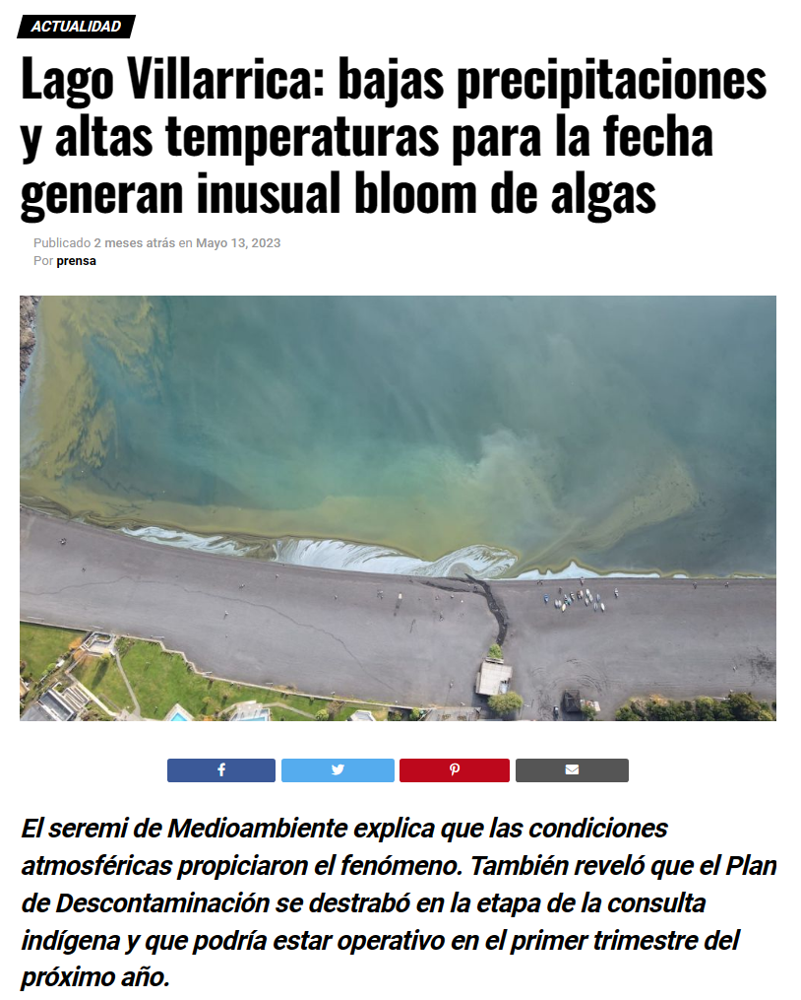 ACTUALIDAD
Lago Villarrica: bajas precipitaciones
y altas temperaturas para la fecha
generan inusual bloom de algas
Publicado 2 meses atrás en Mayo 13, 2023
Por prensa
El seremi de Medioambiente explica que las condiciones
atmosféricas propiciaron el fenómeno. También reveló que el Plan
de Descontaminación se destrabó en la etapa de la consulta
indígena y que podría estar operativo en el primer trimestre del
próximo año.